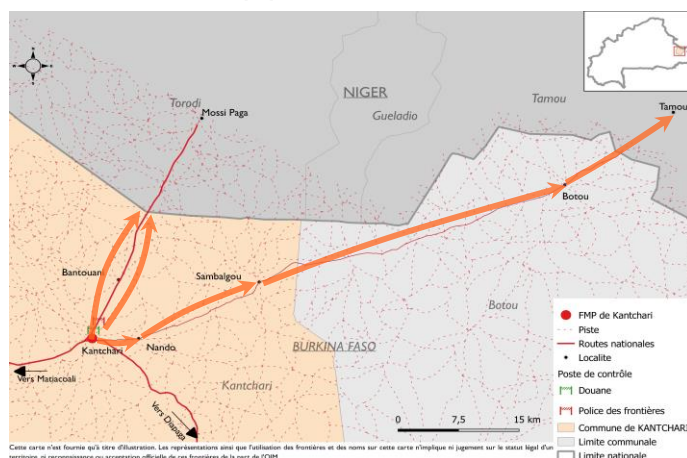 NIGER
Torodi
Tamou
Mossi Paga
Gueladio
Tamou
Botou
Bantouani
Sambalgou
Botou
Nando
Kantchari
BURKINA FASO
Kantchari
Vers Matiacoali
Vers Diapaga
0 7,5 15 km
FMP de Kantchari
Piste
Routes nationales
Localite
Poste de contrôle
Douane
Police des frontières
Commune de KANTCHARI
Limite communale
Limite nationale
Cette carte n'est fournie qu'à titre d'illustration. Les représentations ainsi que l'utilisation des frontières et des noms sur cette carte n'implique ni jugement sur le statut légal d'un
territoire, ni reconnaissance ou acceptation officielle de ces frontières de la part de l'OIM.